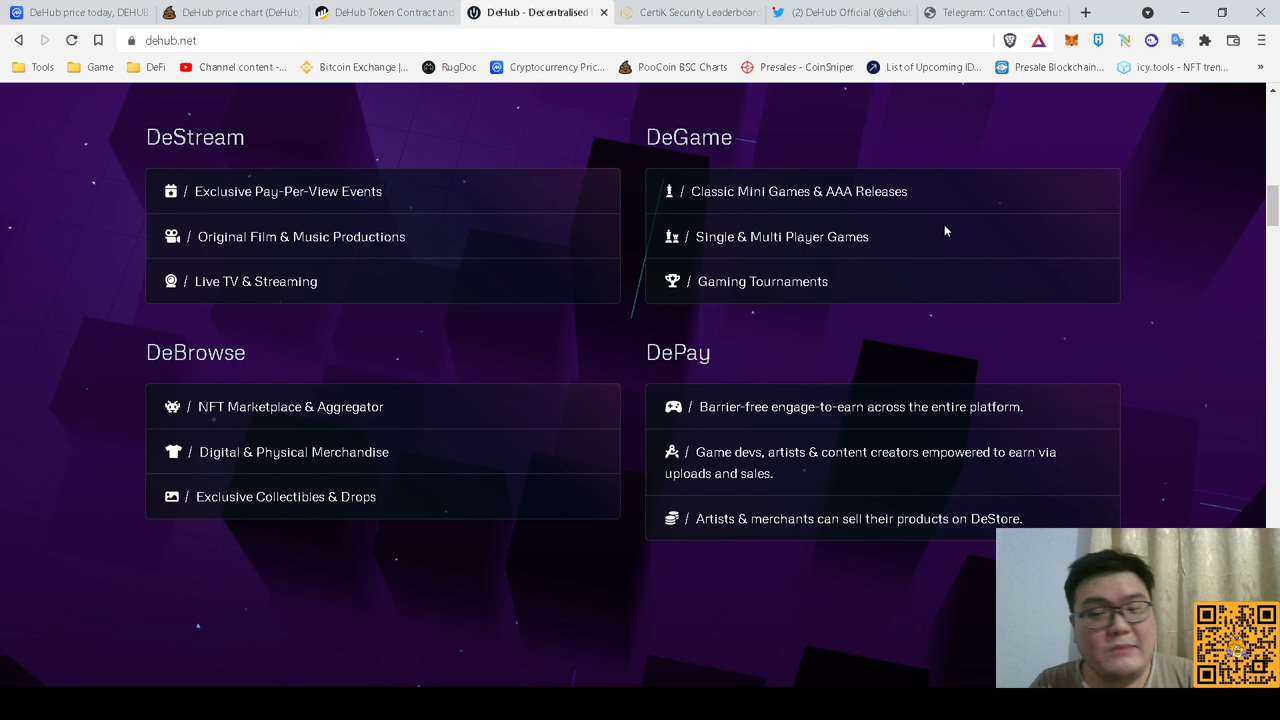 DeHub price today, DEHUB
DeHub price chart (DeHub)
DeHub Token Contract and
DeHub - Decentralised
CertiK Security Leaderboard
(2) DeHub Official (@dehub
Telegram: Contact @Dehub
dehub.net
Tools
Game
DeFi
Channel content -...
Bitcoin Exchange |...
RugDoc
Cryptocurrency Pric...
PooCoin BSC Charts
Presales - CoinSniper
List of Upcoming ID...
Presale Blockchain...
icy.tools - NFT tren...
»
DeStream
/ Exclusive Pay-Per-View Events
/ Original Film & Music Productions
/ Live TV & Streaming
DeGame
/ Classic Mini Games & AAA Releases
/ Single & Multi Player Games
/ Gaming Tournaments
DeBrowse
/ NFT Marketplace & Aggregator
/ Digital & Physical Merchandise
/ Exclusive Collectibles & Drops
DePay
/ Barrier-free engage-to-earn across the entire platform.
/ Game devs, artists & content creators empowered to earn via
uploads and sales.
/ Artists & merchants can sell their products on DeStore.